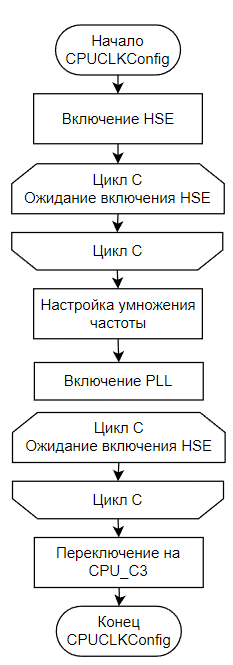 Начало
CPUCLKConfig
Включение HSE
Цикл C
Ожидание включения HSE
Цикл C
Настройка умножения
частоты
Включение PLL
Цикл C
Ожидание включения HSE
Цикл C
Переключение на
CPU_C3
Конец
CPUCLKConfig